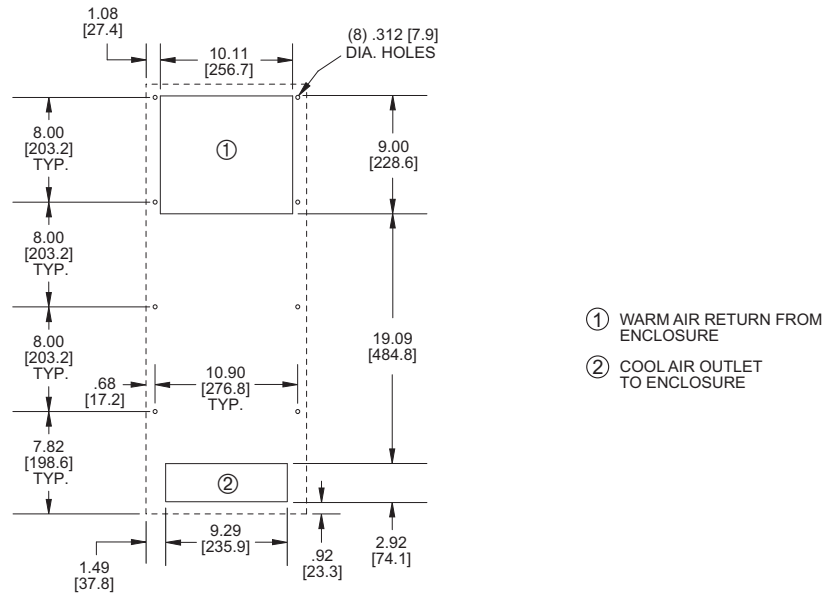 1.08
[27.4]
10.11
[256.7]
(8) .312 [7.9]
DIA. HOLES
8.00
[203.2]
TYP.
1
9.00
[228.6]
8.00
[203.2]
TYP.
8.00
[203.2]
TYP.
19.09
[484.8]
1 WARM AIR RETURN FROM
ENCLOSURE
2 COOL AIR OUTLET
TO ENCLOSURE
.68
[17.2]
10.90
[276.8]
TYP.
7.82
[198.6]
TYP.
2
1.49
[37.8]
9.29
[235.9]
.92
[23.3]
2.92
[74.1]